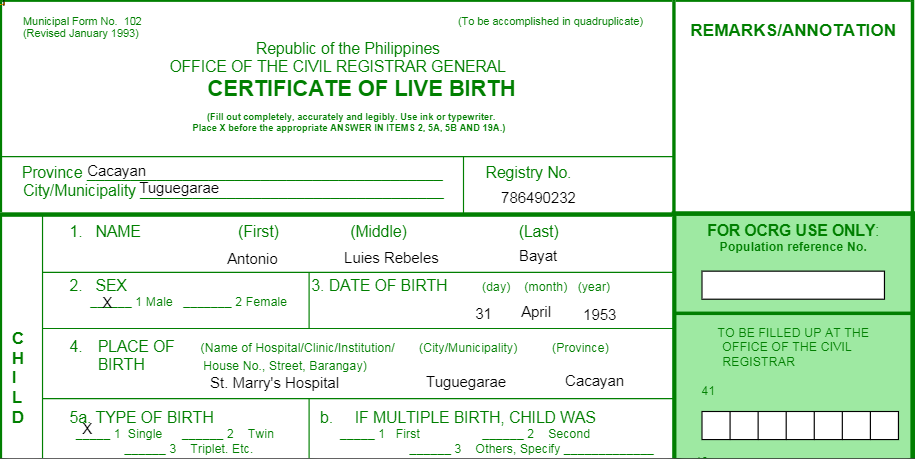 Municipal Form No. 102
(Revised January 1993)
(To be accomplished in quadruplicate)
REMARKS/ANNOTATION
Republic of the Philippines
OFFICE OF THE CIVIL REGISTRAR GENERAL
CERTIFICATE OF LIVE BIRTH
(Fill out completely, accurately and legibly. Use ink or typewriter.
Place X before the appropriate ANSWER IN ITEMS 2, 5A, 5B AND 19A.)
Province Cacayan
City/Municipality Tuguegarae
Registry No.
786490232
FOR OCRG USE ONLY:
Population reference No.
CHILD
1. NAME (First) (Middle) (Last)
Antonio Luies Rebeles Bayat
2. SEX
X 1 Male 2 Female
3. DATE OF BIRTH (day) (month) (year)
31 April 1953
4. PLACE OF BIRTH (Name of Hospital/Clinic/Institution/ (City/Municipality) (Province)
House No., Street, Barangay)
St. Marry's Hospital Tuguegarae Cacayan
TO BE FILLED UP AT THE
OFFICE OF THE CIVIL
REGISTRAR
41
5a. TYPE OF BIRTH
X 1 Single 2 Twin
3 Triplet. Etc.
b. IF MULTIPLE BIRTH, CHILD WAS
1 First 2 Second
3 Others, Specify